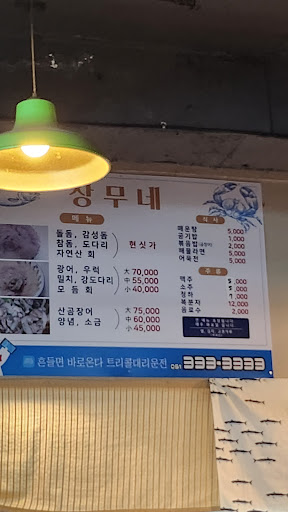 장무네
메뉴
돌돔, 감성돔
참돔, 도다리
자연산 회
현싯가
광어, 우럭
밀치, 강도다리
모 듬 회
大 70,000
中 55,000
小 40,000
산곰장어
양념, 소금
大 75,000
中 60,000
小 45,000
식 사
매운탕 5,000
공기밥 1,000
볶음밥 2,000
해물라면 5,000
어묵탕 5,000
주 류
맥주 ,000
소주 ,000
청하 ,000
복분자 12,000
음료수 2,000
흔들면 바로온다 트리콜대리운전
333-3333